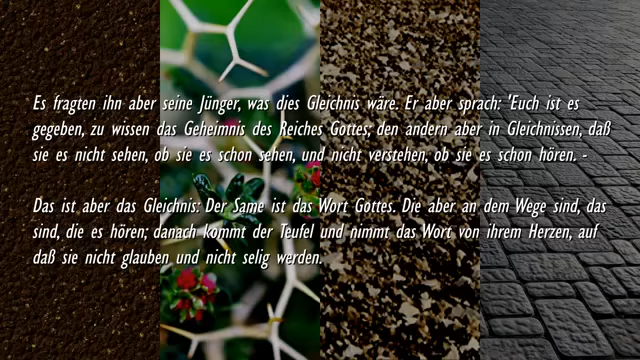 Es fragten ihn aber seine Jünger, was dies Gleichnis wäre. Er aber sprach: 'Euch ist es
gegeben, zu wissen das Geheimnis des Reiches Gottes, den andern aber in Gleichnissen, daß
sie es nicht sehen, ob sie es schon sehen, und nicht verstehen, ob sie es schon hören. -
Das ist aber das Gleichnis: Der Same ist das Wort Gottes. Die aber an dem Wege sind, das
sind, die es hören; danach kommt der Teufel und nimmt das Wort von ihrem Herzen, auf
daß sie nicht glauben und nicht selig werden.